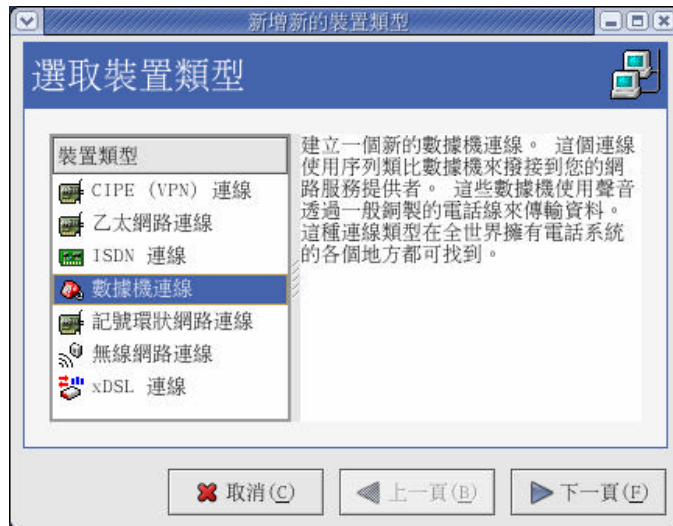 新增新的裝置類型
選取裝置類型
裝置類型
CIPE (VPN) 連線
乙太網路連線
ISDN 連線
數據機連線
記號環狀網路連線
無線網路連線
xDSL 連線
建立一個新的數據機連線。 這個連線
使用序列類比數據機來撥接到您的網
路服務提供者。 這些數據機使用聲音
透過一般銅製的電話線來傳輸資料。
這種連線類型在全世界擁有電話系統
的各個地方都可找到。
取消(C)
上一頁(B)
下一頁(F)